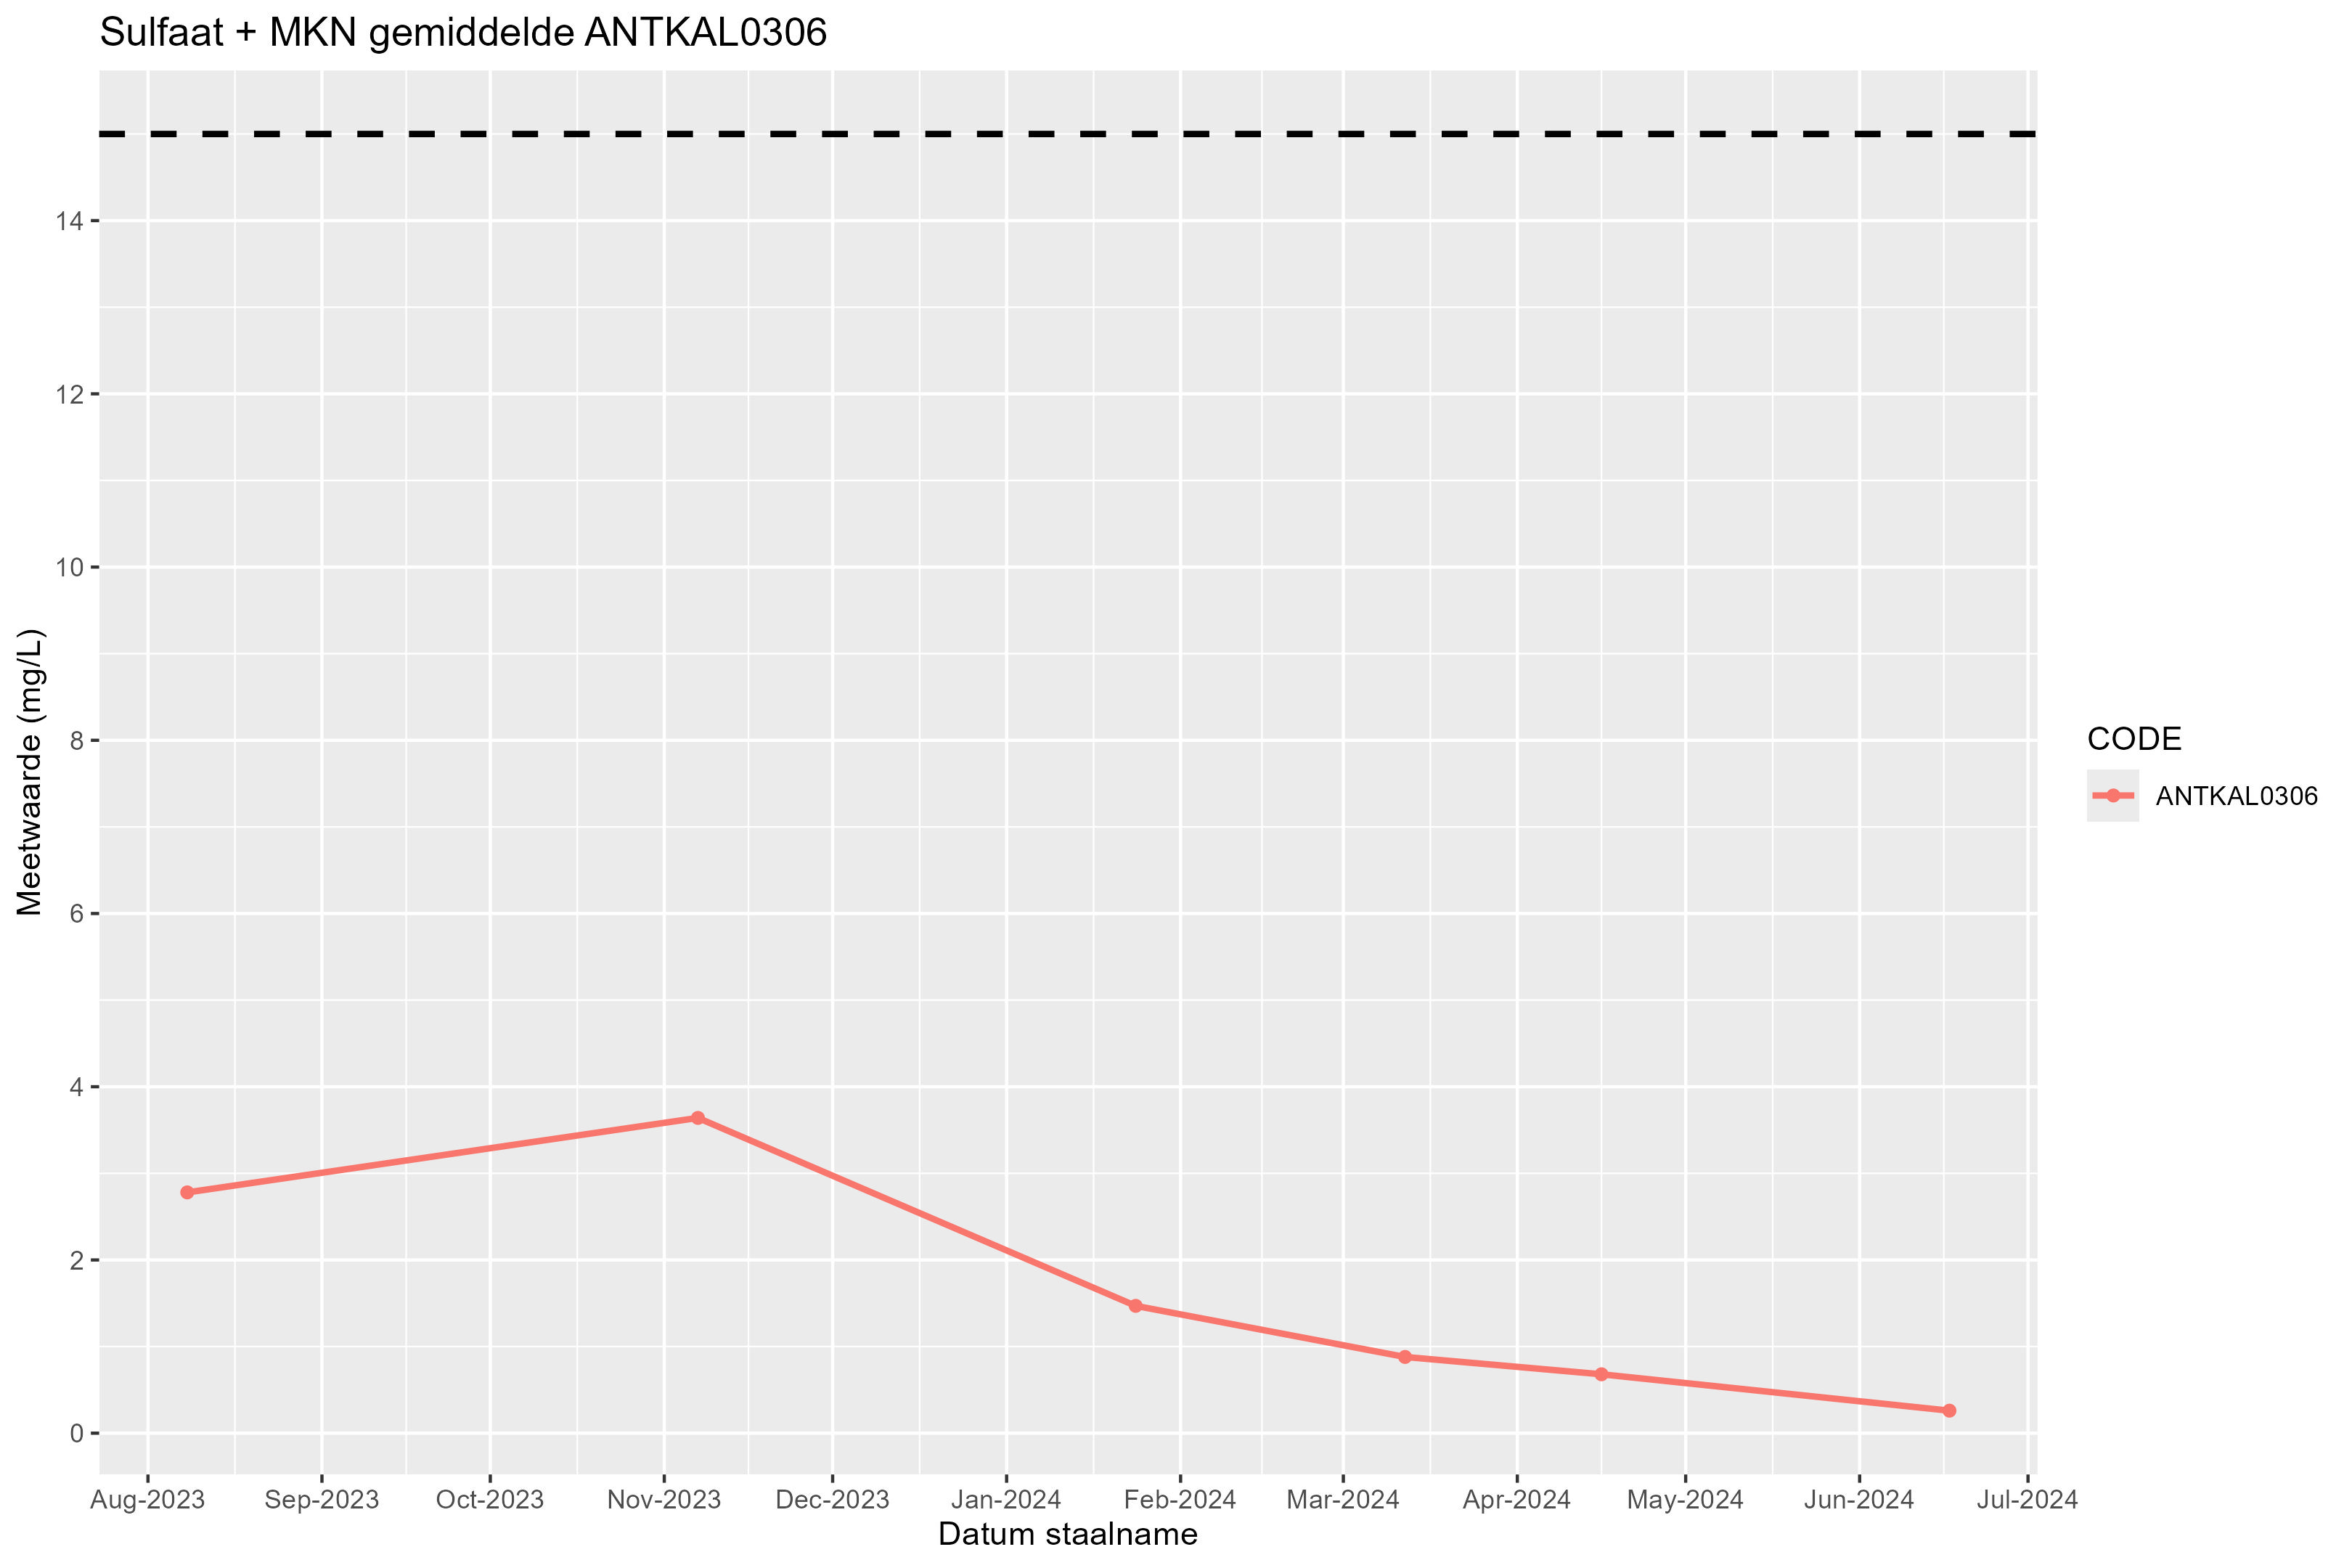 Sulfaat + MKN gemiddelde ANTKAL0306
Meetwaarde (mg/L)
14
12
10
8
6
4
2
0
Aug-2023 Sep-2023 Oct-2023 Nov-2023 Dec-2023 Jan-2024 Feb-2024 Mar-2024 Apr-2024 May-2024 Jun-2024 Jul-2024
Datum staalname
CODE
ANTKAL0306